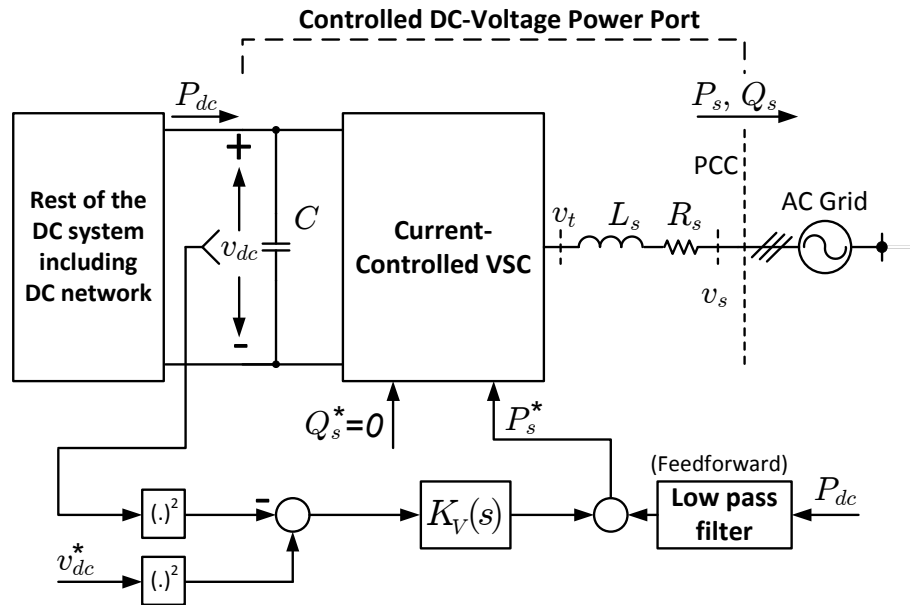 Controlled DC-Voltage Power Port
P_dc
P_s, Q_s
PCC
Rest of the
DC system
including
DC network
+
v_dc
-
C
Current-
Controlled VSC
v_t
L_s
R_s
AC Grid
v_s
Q_s*=0
P_s*
(Feedforward)
Low pass
filter
P_dc
(.)²
-
K_V(s)
v_dc*
(.)²